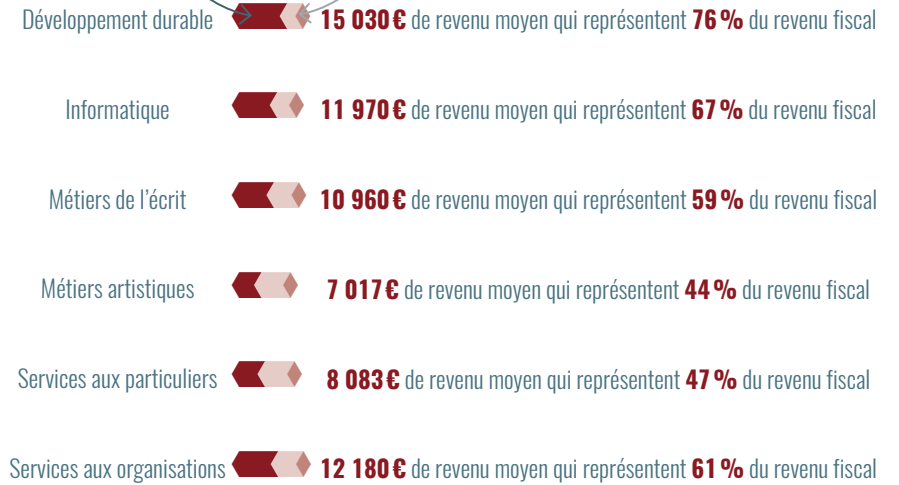 Développement durable 15 030 € de revenu moyen qui représentent 76 % du revenu fiscal
Informatique 11 970 € de revenu moyen qui représentent 67 % du revenu fiscal
Métiers de l'écrit 10 960 € de revenu moyen qui représentent 59 % du revenu fiscal
Métiers artistiques 7 017 € de revenu moyen qui représentent 44 % du revenu fiscal
Services aux particuliers 8 083 € de revenu moyen qui représentent 47 % du revenu fiscal
Services aux organisations 12 180 € de revenu moyen qui représentent 61 % du revenu fiscal